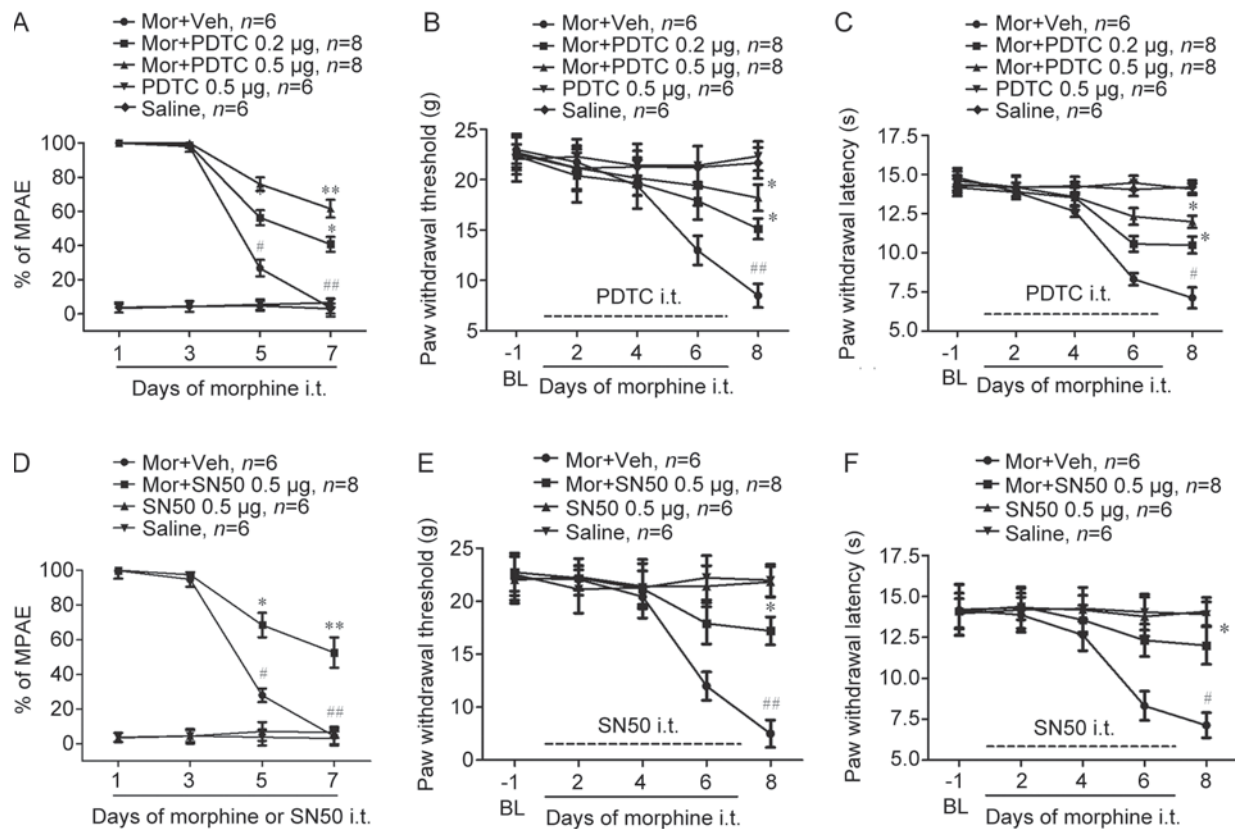 A
Mor+Veh, n=6
Mor+PDTC 0.2 µg, n=8
Mor+PDTC 0.5 µg, n=8
PDTC 0.5 µg, n=6
Saline, n=6
% of MPAE
100
80
60
40
20
0
*
**
*
#
##
1 3 5 7
Days of morphine i.t.
B
Mor+Veh, n=6
Mor+PDTC 0.2 µg, n=8
Mor+PDTC 0.5 µg, n=8
PDTC 0.5 µg, n=6
Saline, n=6
Paw withdrawal threshold (g)
25
20
15
10
5
*
*
##
PDTC i.t.
-1 2 4 6 8
BL Days of morphine i.t.
C
Mor+Veh, n=6
Mor+PDTC 0.2 µg, n=8
Mor+PDTC 0.5 µg, n=8
PDTC 0.5 µg, n=6
Saline, n=6
Paw withdrawal latency (s)
17.5
15.0
12.5
10.0
7.5
5.0
*
*
#
PDTC i.t.
-1 2 4 6 8
BL Days of morphine i.t.
D
Mor+Veh, n=6
Mor+SN50 0.5 µg, n=8
SN50 0.5 µg, n=6
Saline, n=6
% of MPAE
100
80
60
40
20
0
*
**
#
##
1 3 5 7
Days of morphine or SN50 i.t.
E
Mor+Veh, n=6
Mor+SN50 0.5 µg, n=8
SN50 0.5 µg, n=6
Saline, n=6
Paw withdrawal threshold (g)
25
20
15
10
0
*
##
SN50 i.t.
-1 2 4 6 8
BL Days of morphine i.t.
F
Mor+Veh, n=6
Mor+SN50 0.5 µg, n=8
SN50 0.5 µg, n=6
Saline, n=6
Paw withdrawal latency (s)
17.5
15.0
12.5
10.0
7.5
5.0
*
#
SN50 i.t.
-1 2 4 6 8
BL Days of morphine i.t.